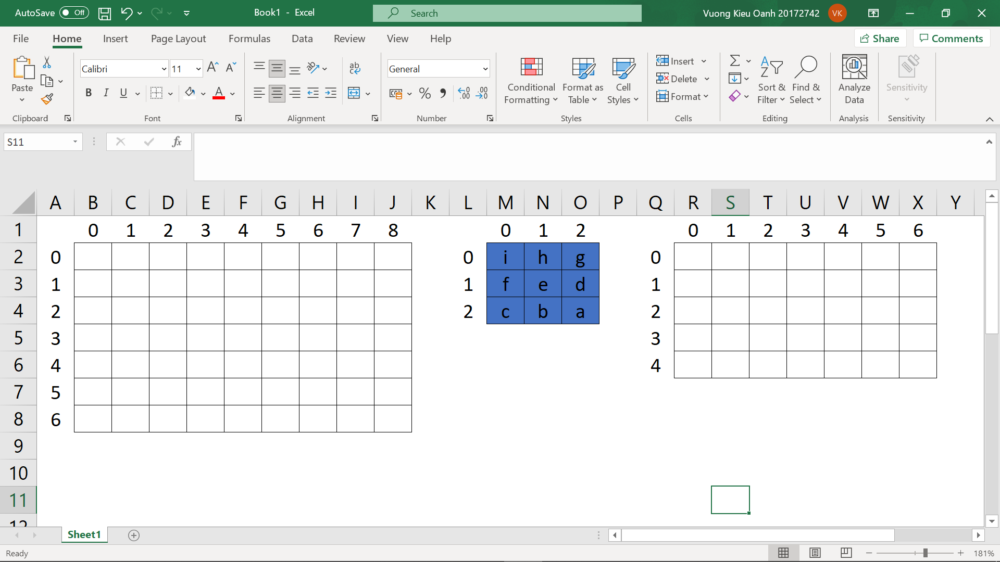 AutoSave Off Book1 - Excel Search Vuong Kieu Oanh 20172742 VK
File Home Insert Page Layout Formulas Data Review View Help Share Comments
Paste
Clipboard
Calibri 11
B I U A
Font
ab
Alignment
General
% 9 .00 .00
Number
Conditional Formatting
Format as Table
Cell Styles
Styles
Insert
Delete
Format
Cells
Σ
Sort & Filter
Find & Select
Editing
Analyze Data
Analysis
Sensitivity
Sensitivity
S11 fx
A B C D E F G H I J K L M N O P Q R S T U V W X Y
1 0 1 2 3 4 5 6 7 8 0 1 2 0 1 2 3 4 5 6
2 0 0 i h g 0
3 1 1 f e d 1
4 2 2 c b a 2
5 3 3
6 4 4
7 5
8 6
9
10
11
12
Sheet1
Ready 181%